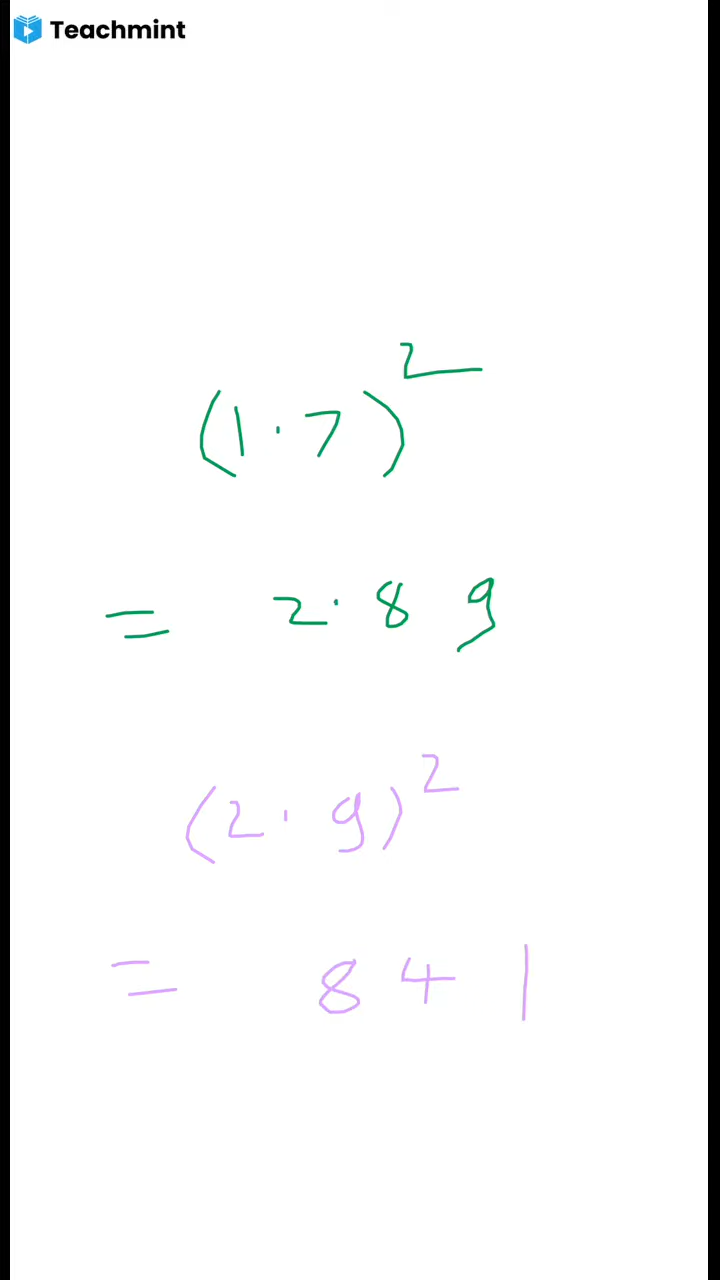 Teachmint
(1.7)²
= 2.89
(2.9)²
= 841